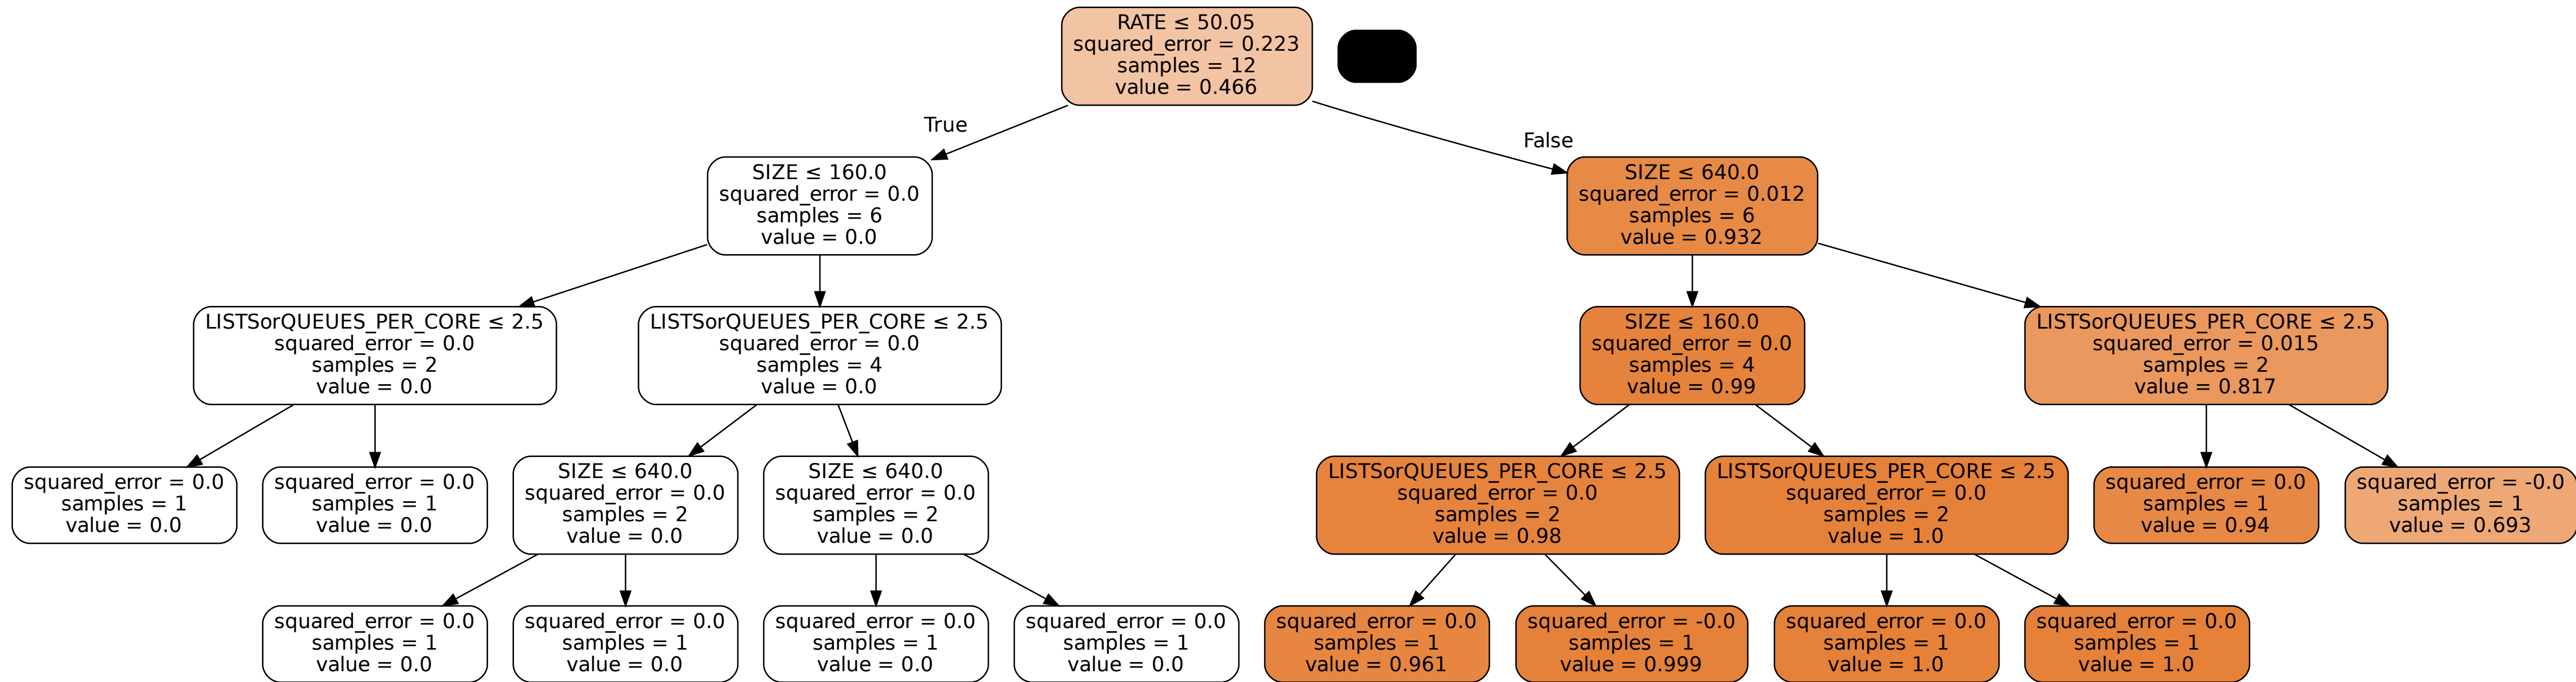 RATE ≤ 50.05
squared_error = 0.223
samples = 12
value = 0.466
True
False
SIZE ≤ 160.0
squared_error = 0.0
samples = 6
value = 0.0
SIZE ≤ 640.0
squared_error = 0.012
samples = 6
value = 0.932
LISTSorQUEUES_PER_CORE ≤ 2.5
squared_error = 0.0
samples = 2
value = 0.0
LISTSorQUEUES_PER_CORE ≤ 2.5
squared_error = 0.0
samples = 4
value = 0.0
SIZE ≤ 160.0
squared_error = 0.0
samples = 4
value = 0.99
LISTSorQUEUES_PER_CORE ≤ 2.5
squared_error = 0.015
samples = 2
value = 0.817
squared_error = 0.0
samples = 1
value = 0.0
squared_error = 0.0
samples = 1
value = 0.0
SIZE ≤ 640.0
squared_error = 0.0
samples = 2
value = 0.0
SIZE ≤ 640.0
squared_error = 0.0
samples = 2
value = 0.0
LISTSorQUEUES_PER_CORE ≤ 2.5
squared_error = 0.0
samples = 2
value = 0.98
LISTSorQUEUES_PER_CORE ≤ 2.5
squared_error = 0.0
samples = 2
value = 1.0
squared_error = 0.0
samples = 1
value = 0.94
squared_error = -0.0
samples = 1
value = 0.693
squared_error = 0.0
samples = 1
value = 0.0
squared_error = 0.0
samples = 1
value = 0.0
squared_error = 0.0
samples = 1
value = 0.0
squared_error = 0.0
samples = 1
value = 0.0
squared_error = 0.0
samples = 1
value = 0.961
squared_error = -0.0
samples = 1
value = 0.999
squared_error = 0.0
samples = 1
value = 1.0
squared_error = 0.0
samples = 1
value = 1.0